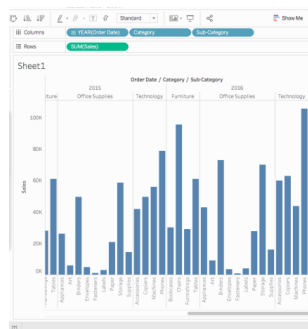 Standard
Show Me
Columns
YEAR(Order Date)
Category
Sub-Category
Rows
SUM(Sales)
Sheet1
Order Date / Category / Sub-Category
2015
2016
ture
Office Supplies
Technology
Furniture
Office Supplies
Technology
Sales
100K
80K
60K
40K
20K
0K
Tables
Appliances
Art
Binders
Envelopes
Fasteners
Labels
Paper
Storage
Supplies
Accessories
Copiers
Machines
Phones
Bookcases
Chairs
Furnishings
Tables
Appliances
Art
Binders
Envelopes
Fasteners
Labels
Paper
Storage
Supplies
Accessories
Copiers
Machines
Phones